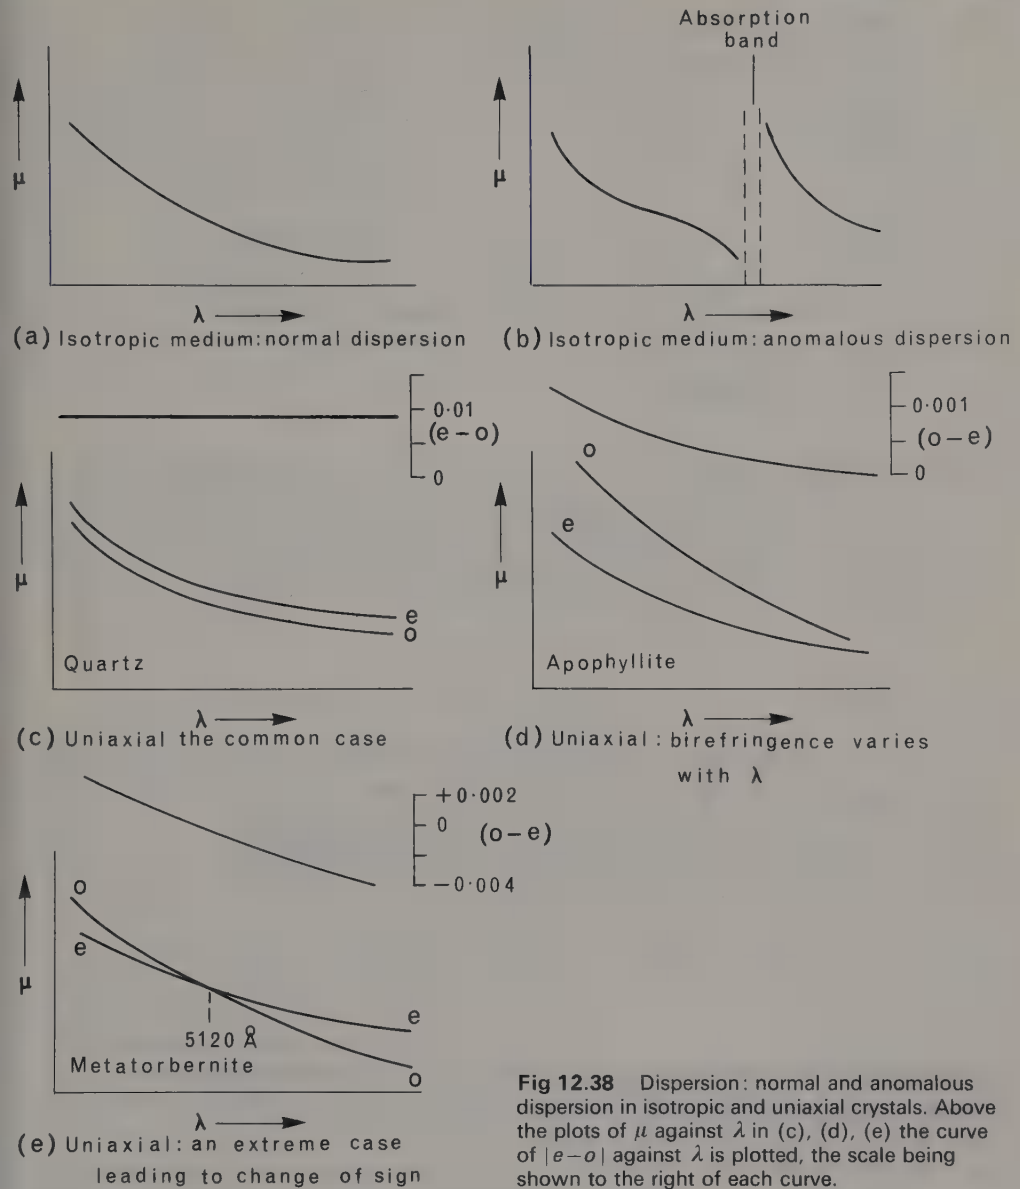 Absorption
band
μ
μ
λ
λ
(a) Isotropic medium: normal dispersion
(b) Isotropic medium: anomalous dispersion
0·01
(e–o)
0
e
o
μ
Quartz
λ
(c) Uniaxial the common case
0·001
(o–e)
0
o
e
μ
Apophyllite
λ
(d) Uniaxial: birefringence varies
with λ
+0·002
0 (o–e)
–0·004
o
e
μ
e
5120 Å
Metatorbernite
o
λ
(e) Uniaxial: an extreme case
leading to change of sign
Fig 12.38 Dispersion: normal and anomalous
dispersion in isotropic and uniaxial crystals. Above
the plots of μ against λ in (c), (d), (e) the curve
of |e–o| against λ is plotted, the scale being
shown to the right of each curve.